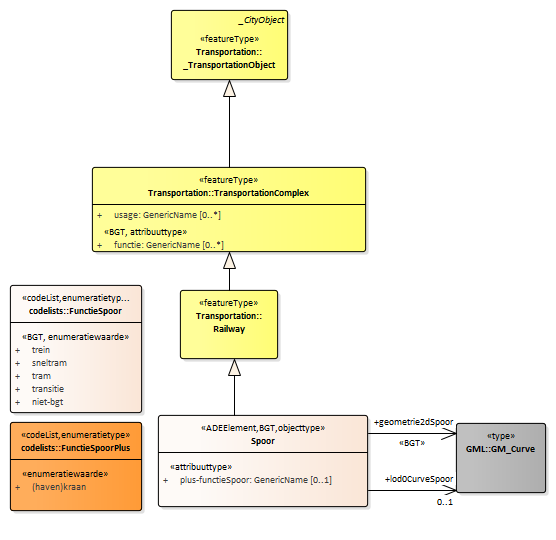 _CityObject
«featureType»
Transportation::
_TransportationObject
«featureType»
Transportation::TransportationComplex
+ usage: GenericName [0..*]
«BGT, attribuuttype»
+ functie: GenericName [0..*]
«featureType»
Transportation::
Railway
«codeList,enumeratietyp...
codelists::FunctieSpoor
«BGT, enumeratiewaarde»
+ trein
+ sneltram
+ tram
+ transitie
+ niet-bgt
«codeList,enumeratietype»
codelists::FunctieSpoorPlus
«enumeratiewaarde»
+ (haven)kraan
«ADEElement,BGT,objecttype»
Spoor
«attribuuttype»
+ plus-functieSpoor: GenericName [0..1]
+geometrie2dSpoor
«BGT»
+lod0CurveSpoor
0..1
«type»
GML::GM_Curve